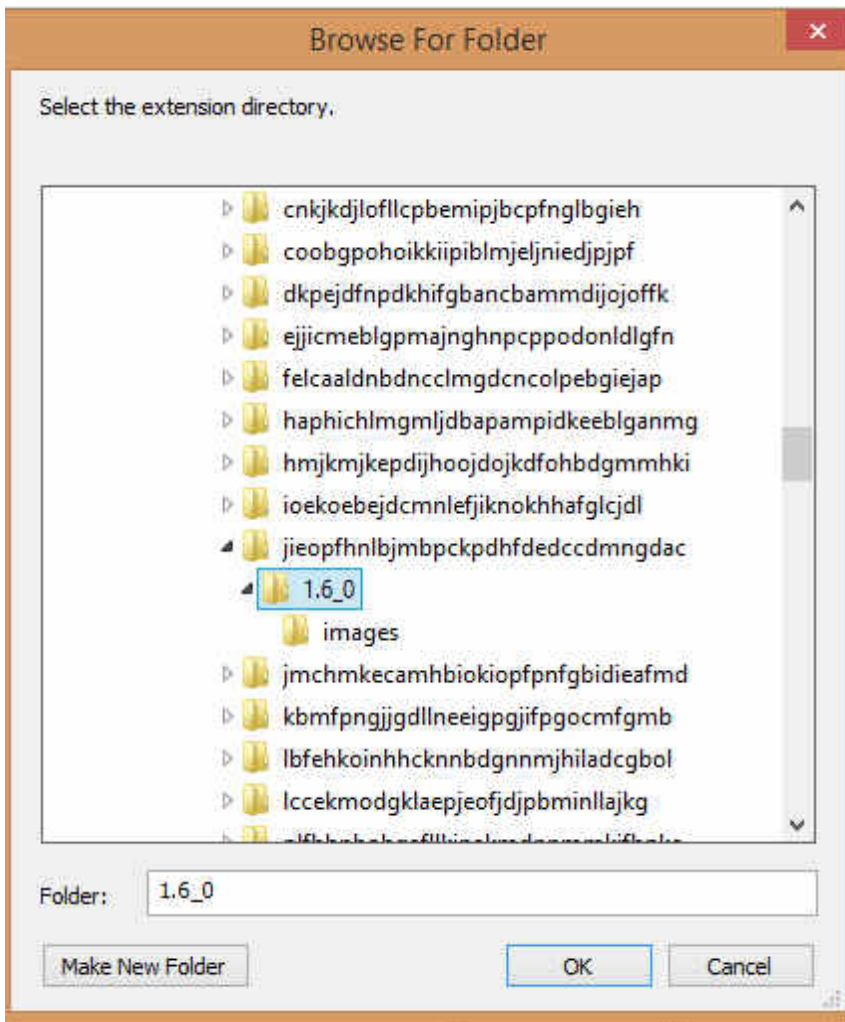 Browse For Folder
Select the extension directory.
cnkjkdjlofllcpbemipjbcpfnglbgieh
coobgpohoikkiipiblmjeljniedjpjpf
dkpejdfnpdkhifgbancbammdijojoffk
ejjicmeblgpmajnghnpcppodonldlgfn
felcaaldnbdncclmgdcncolpebgiejap
haphichlmgmljdbapampidkeeblganmg
hmjkmjkepdijhoojdojkdfohbdgmmhki
ioekoebejdcmnlefjiknokhhafglcjdl
jieopfhnlbjmbpckpdhfdedccdmngdac
1.6_0
images
jmchmkecamhbiokiopfpnfgbidieafmd
kbmfpngjjgdllneeigpgjifpgocmfgmb
lbfehkoinhhcknnbdgnnmjhiladcgbol
lccekmodgklaepjeofjdjpbminllajkg
Folder:
1.6_0
Make New Folder OK Cancel